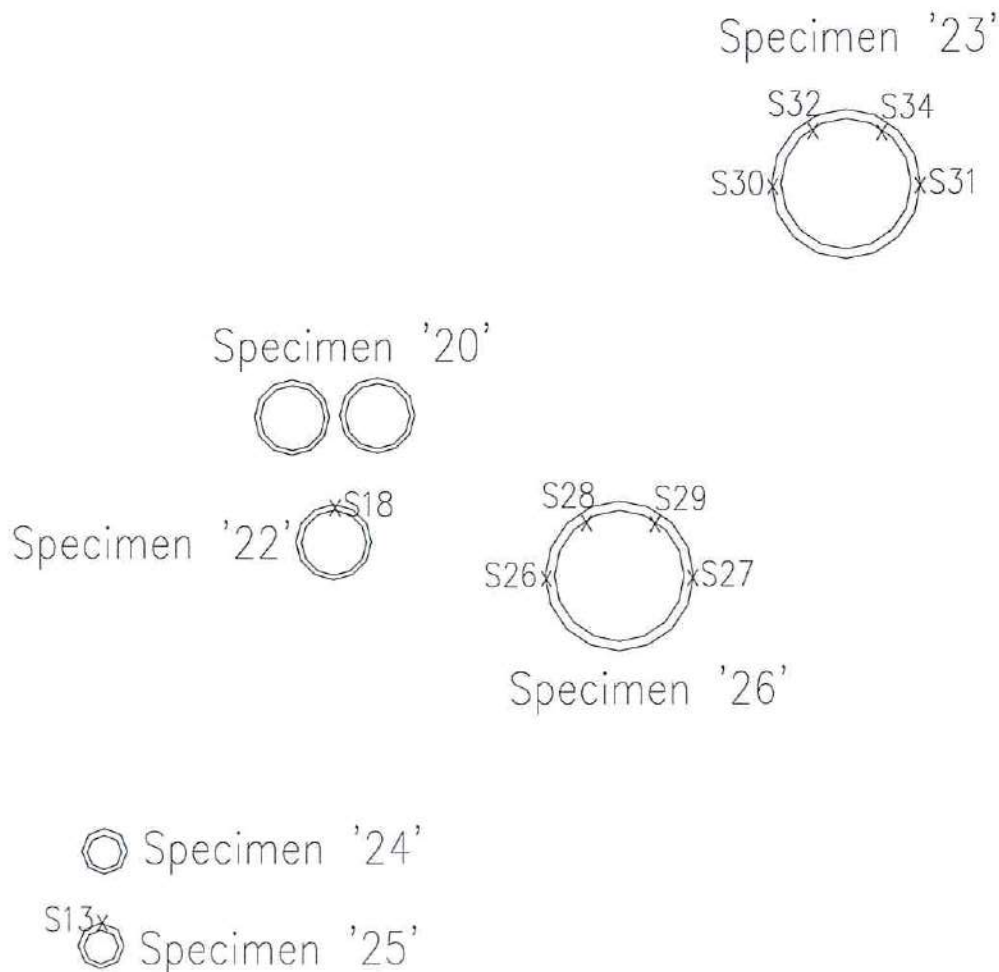 Specimen '23'
S32 S34
S30 S31
Specimen '20'
S18
Specimen '22'
S28 S29
S26 S27
Specimen '26'
Specimen '24'
S13
Specimen '25'